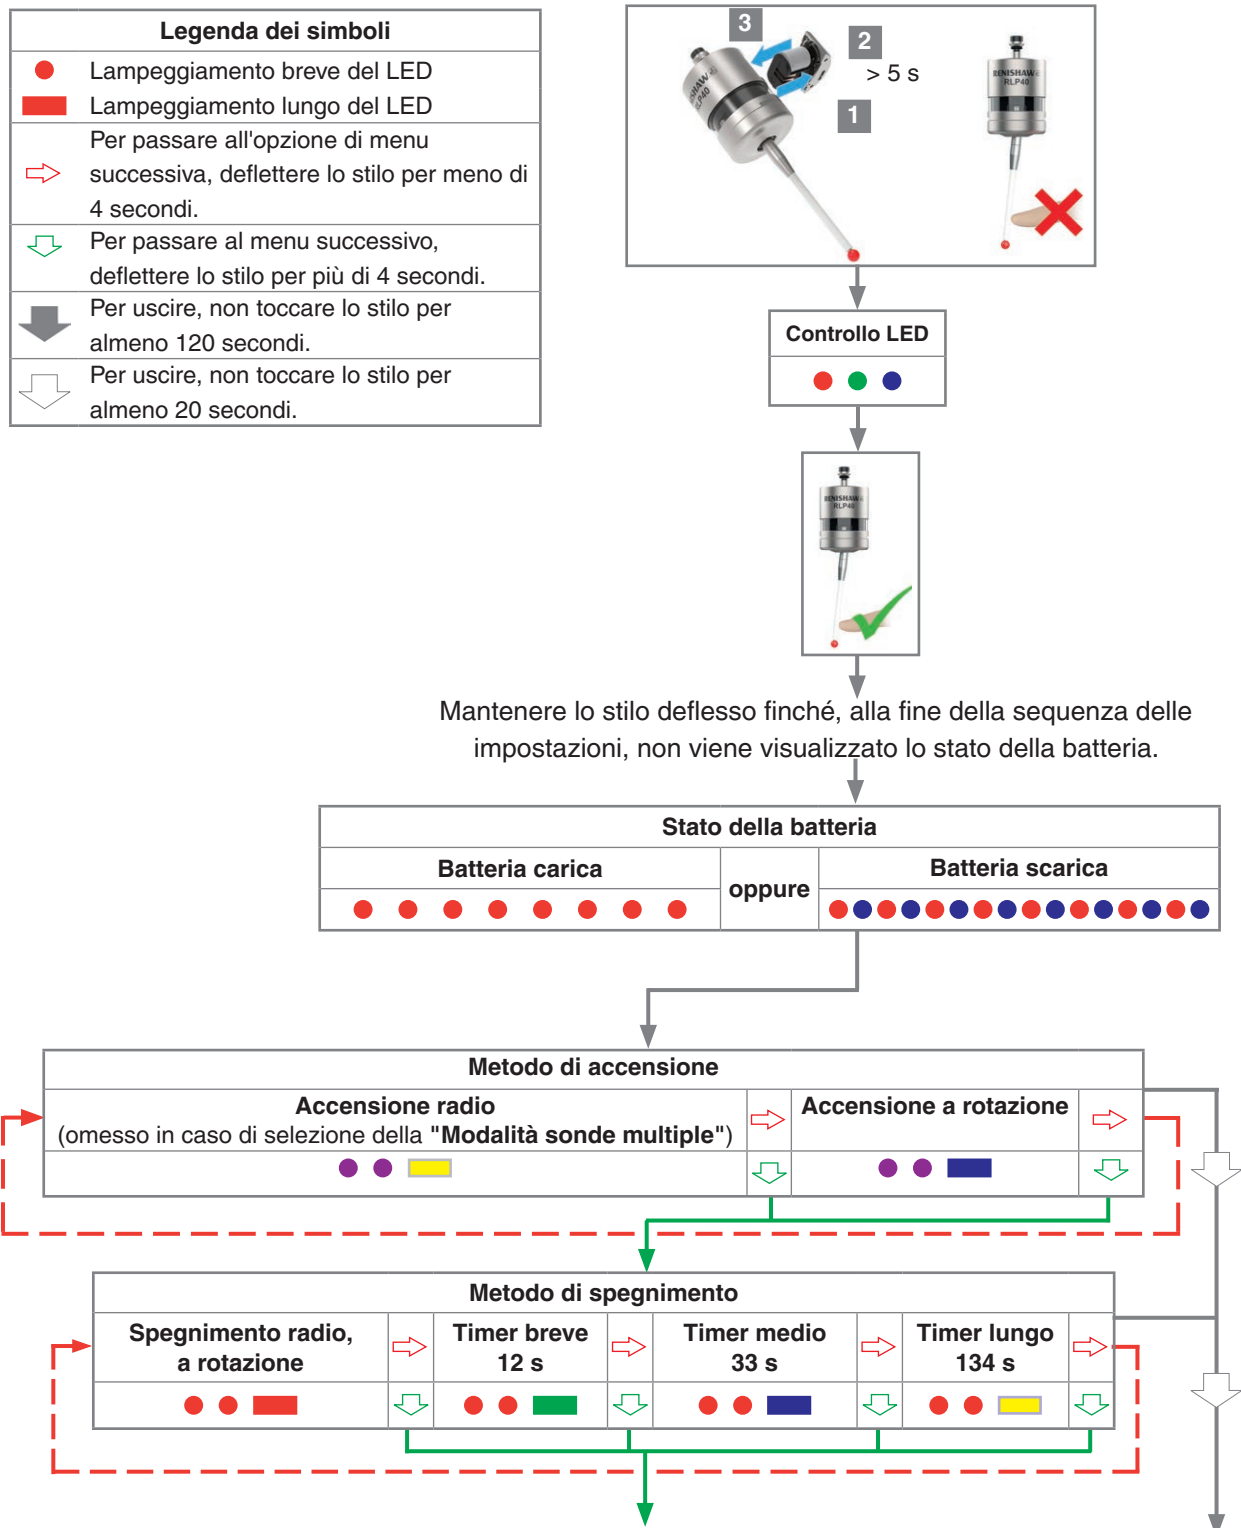 Legenda dei simboli
Lampeggiamento breve del LED
Lampeggiamento lungo del LED
Per passare all'opzione di menu
successiva, deflettere lo stilo per meno di
4 secondi.
Per passare al menu successivo,
deflettere lo stilo per più di 4 secondi.
Per uscire, non toccare lo stilo per
almeno 120 secondi.
Per uscire, non toccare lo stilo per
almeno 20 secondi.
3
2
> 5 s
1
RENISHAW
RLP40
RENISHAW
RLP40
Controllo LED
RENISHAW
RLP40
Mantenere lo stilo deflesso finché, alla fine della sequenza delle
impostazioni, non viene visualizzato lo stato della batteria.
Stato della batteria
Batteria carica
oppure
Batteria scarica
Metodo di accensione
Accensione radio
(omesso in caso di selezione della "Modalità sonde multiple")
Accensione a rotazione
Metodo di spegnimento
Spegnimento radio,
a rotazione
Timer breve
12 s
Timer medio
33 s
Timer lungo
134 s